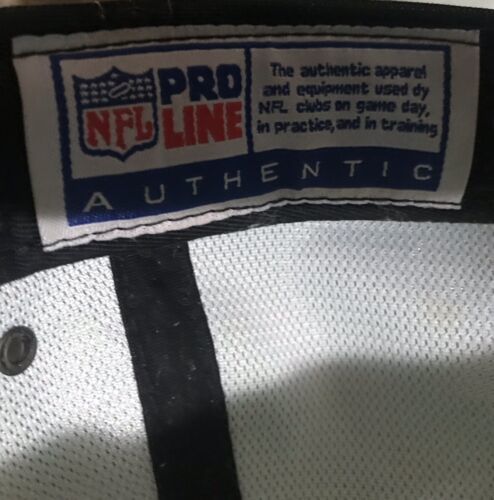 NFL
PRO
LINE
The authentic apparel
and equipment used by
NFL clubs on game day,
in practice, and in training
AUTHENTIC